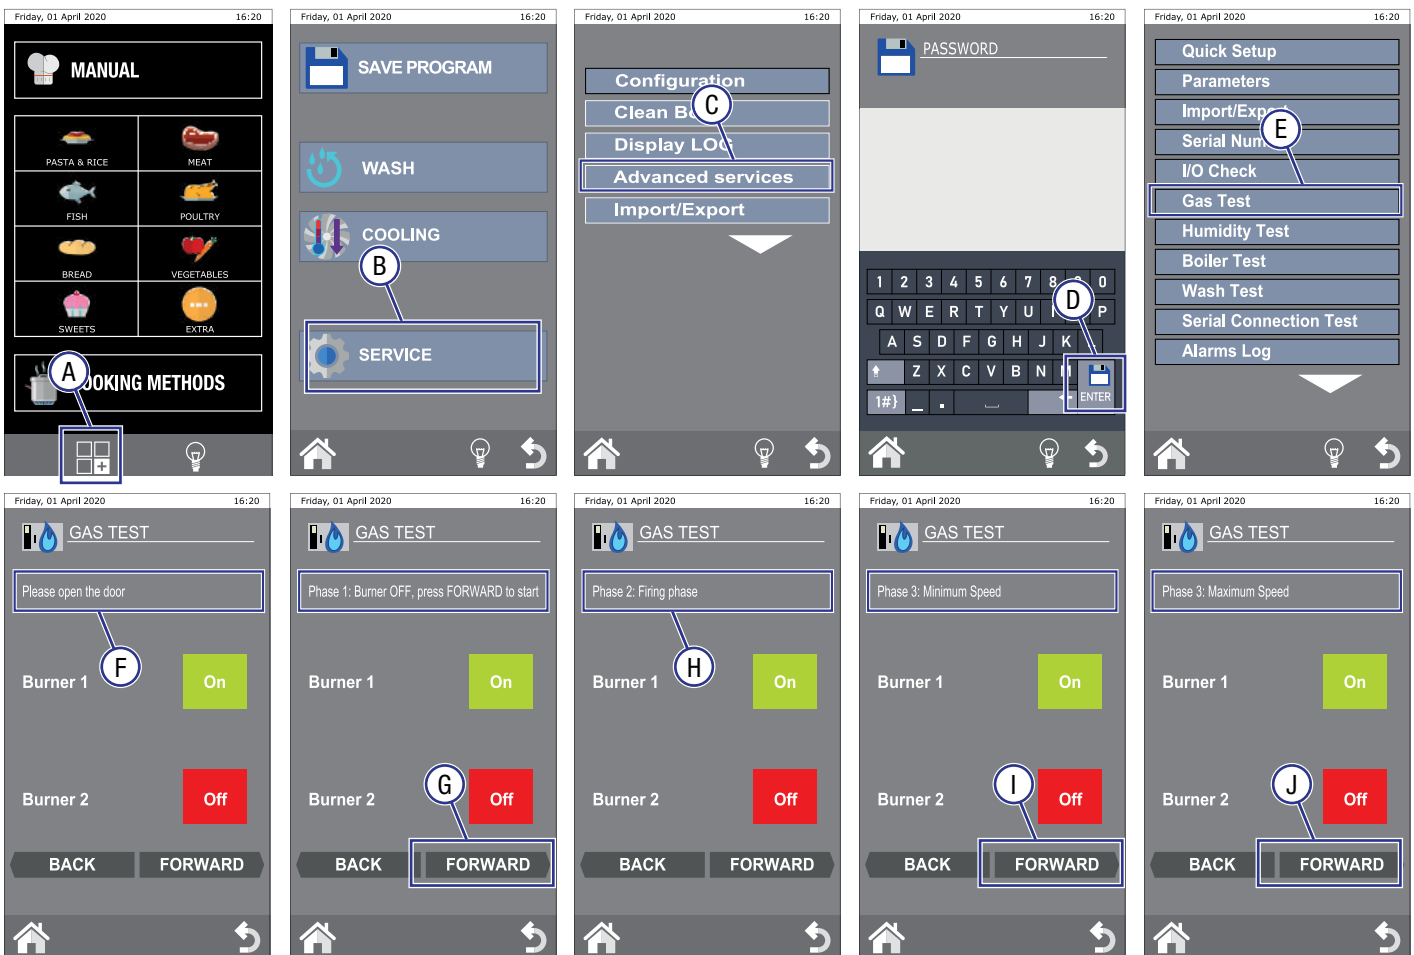 Friday, 01 April 2020 16:20
MANUAL
PASTA & RICE MEAT
FISH POULTRY
BREAD VEGETABLES
SWEETS EXTRA
A
OOKING METHODS
Friday, 01 April 2020 16:20
SAVE PROGRAM
WASH
COOLING
B
SERVICE
Friday, 01 April 2020 16:20
Configuration
C
Clean Bo
Display LOG
Advanced services
Import/Export
Friday, 01 April 2020 16:20
PASSWORD
1 2 3 4 5 6 7 8 9 0
D
Q W E R T Y U P
A S D F G H J K
Z X C V B N M
ENTER
1#} _ .
Friday, 01 April 2020 16:20
Quick Setup
Parameters
Import/Export
E
Serial Num
I/O Check
Gas Test
Humidity Test
Boiler Test
Wash Test
Serial Connection Test
Alarms Log
Friday, 01 April 2020 16:20
GAS TEST
Please open the door
F
Burner 1 On
Burner 2 Off
BACK FORWARD
Friday, 01 April 2020 16:20
GAS TEST
Phase 1: Burner OFF, press FORWARD to start
Burner 1 On
G
Burner 2 Off
BACK FORWARD
Friday, 01 April 2020 16:20
GAS TEST
Phase 2: Firing phase
H
Burner 1 On
Burner 2 Off
BACK FORWARD
Friday, 01 April 2020 16:20
GAS TEST
Phase 3: Minimum Speed
Burner 1 On
I
Burner 2 Off
BACK FORWARD
Friday, 01 April 2020 16:20
GAS TEST
Phase 3: Maximum Speed
Burner 1 On
J
Burner 2 Off
BACK FORWARD